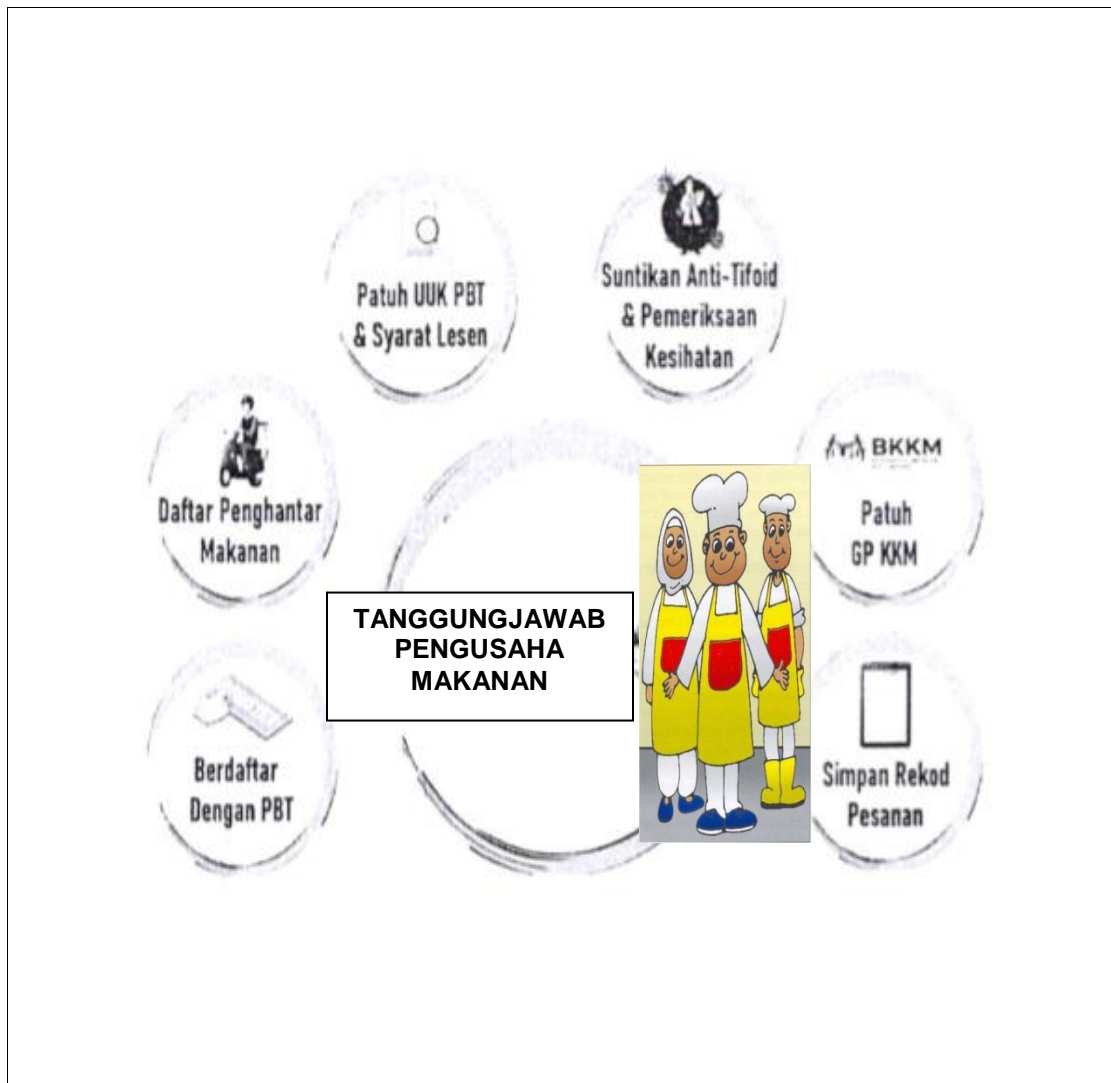 Patuh UUK PBT
& Syarat Lesen
Suntikan Anti-Tifoid
& Pemeriksaan
Kesihatan
Daftar Penghantar
Makanan
BKKM
Patuh
GP KKM
TANGGUNGJAWAB
PENGUSAHA
MAKANAN
Berdaftar
Dengan PBT
Simpan Rekod
Pesanan